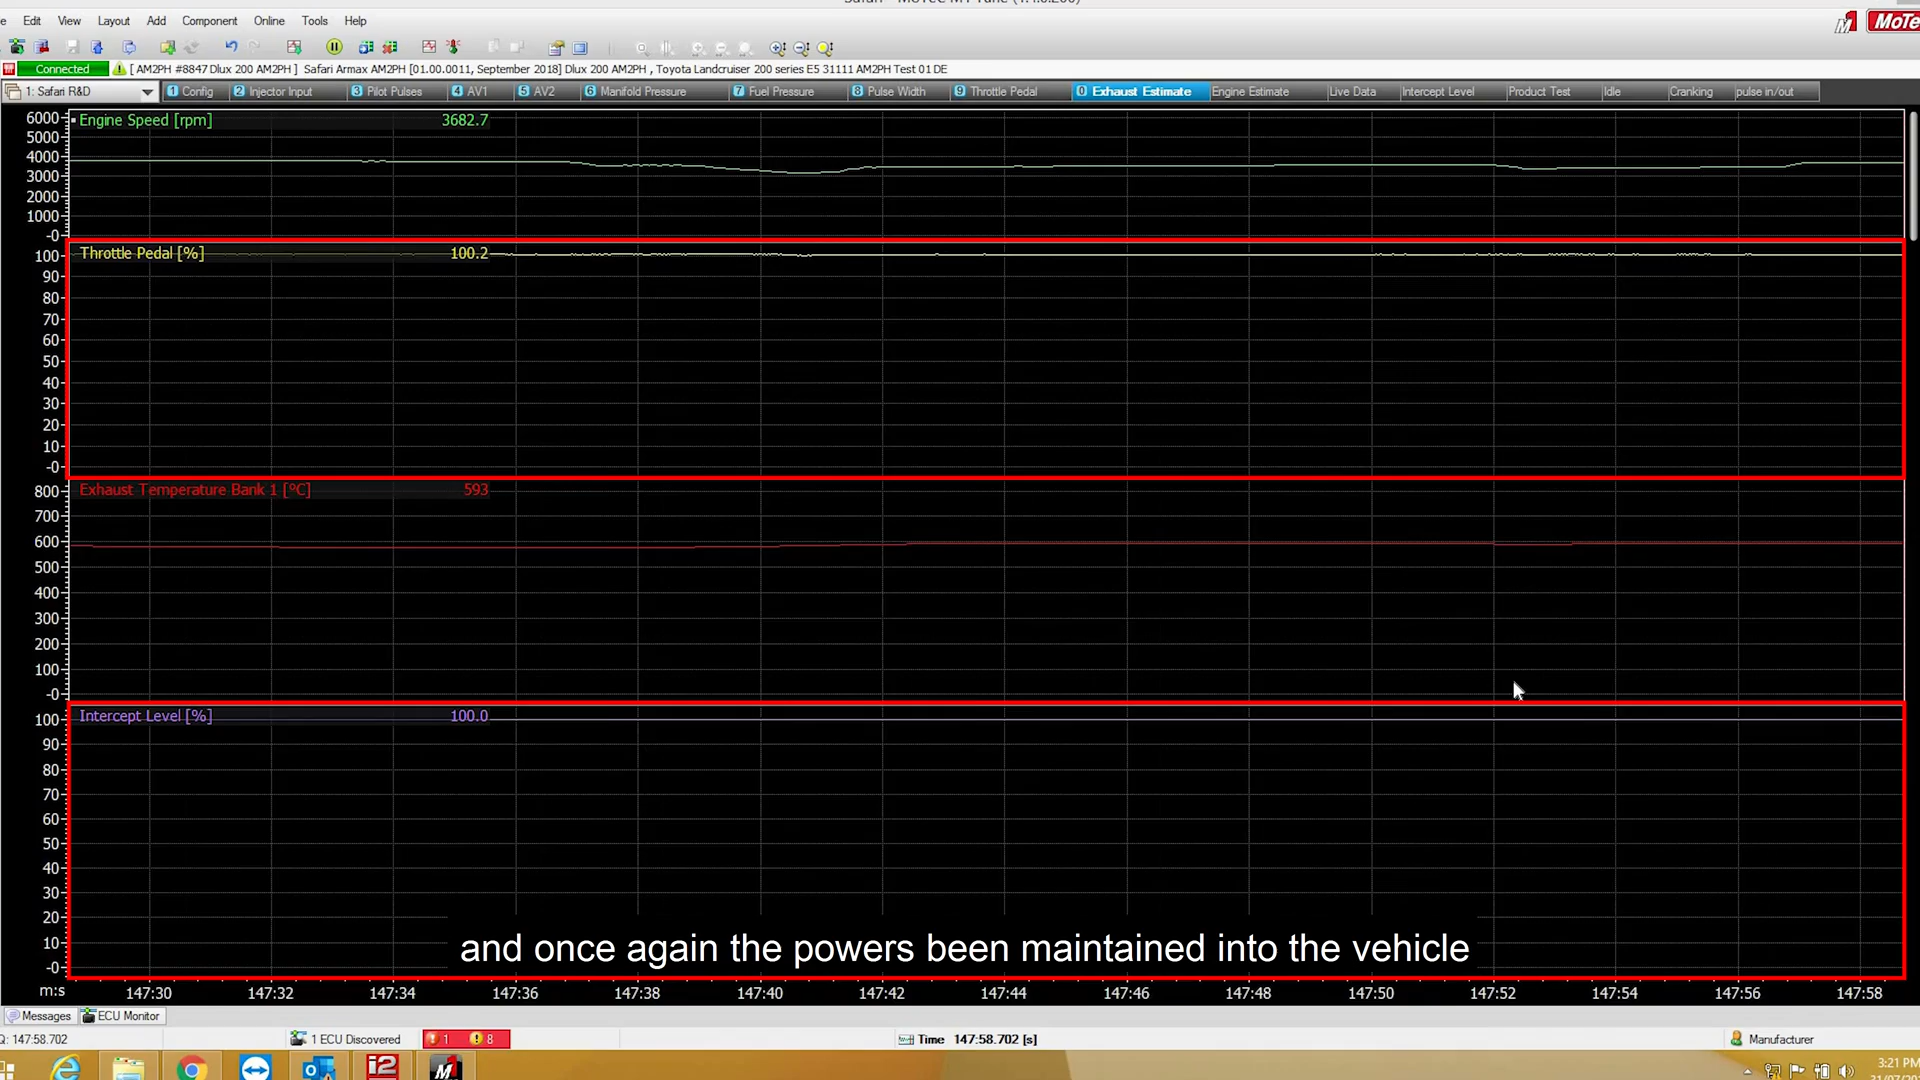 Edit View Layout Add Component Online Tools Help
MoTeC
Connected [ AM2PH #8847 Dlux 200 AM2PH ] Safari Armax AM2PH [01.00.0011, September 2018] Dlux 200 AM2PH , Toyota Landcruiser 200 series E5 31111 AM2PH Test 01 DE
1: Safari R&D 1 Config 2 Injector Input 3 Pilot Pulses 4 AV1 5 AV2 6 Manifold Pressure 7 Fuel Pressure 8 Pulse Width 9 Throttle Pedal 0 Exhaust Estimate Engine Estimate Live Data Intercept Level Product Test Idle Cranking pulse in/out
Engine Speed [rpm] 3682.7
6000
5000
4000
3000
2000
1000
-0
Throttle Pedal [%] 100.2
100
90
80
70
60
50
40
30
20
10
-0
Exhaust Temperature Bank 1 [°C] 593
800
700
600
500
400
300
200
100
-0
Intercept Level [%] 100.0
100
90
80
70
60
50
40
30
20
10
-0
and once again the powers been maintained into the vehicle
m:s 147:30 147:32 147:34 147:36 147:38 147:40 147:42 147:44 147:46 147:48 147:50 147:52 147:54 147:56 147:58
Messages ECU Monitor
Q: 147:58.702 1 ECU Discovered 1 8 Time 147:58.702 [s] Manufacturer
3:21 PM